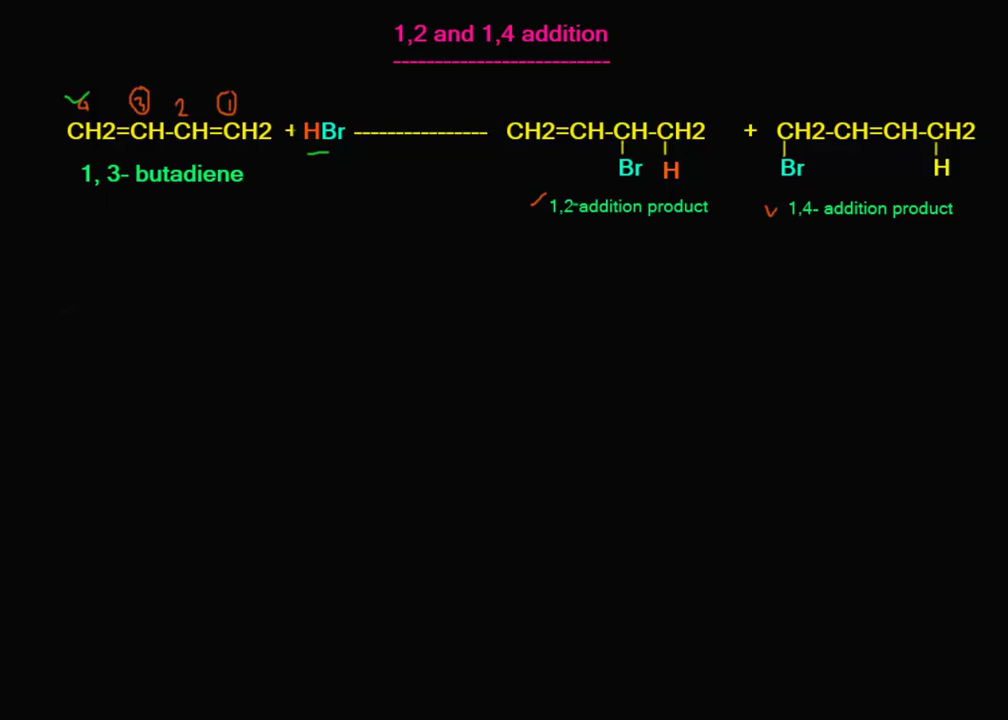 1,2 and 1,4 addition
--------------------------
4 3 2 1
CH2=CH-CH=CH2 + HBr ---------------- CH2=CH-CH-CH2 + CH2-CH=CH-CH2
Br H Br H
1, 3- butadiene
1,2-addition product 1,4- addition product